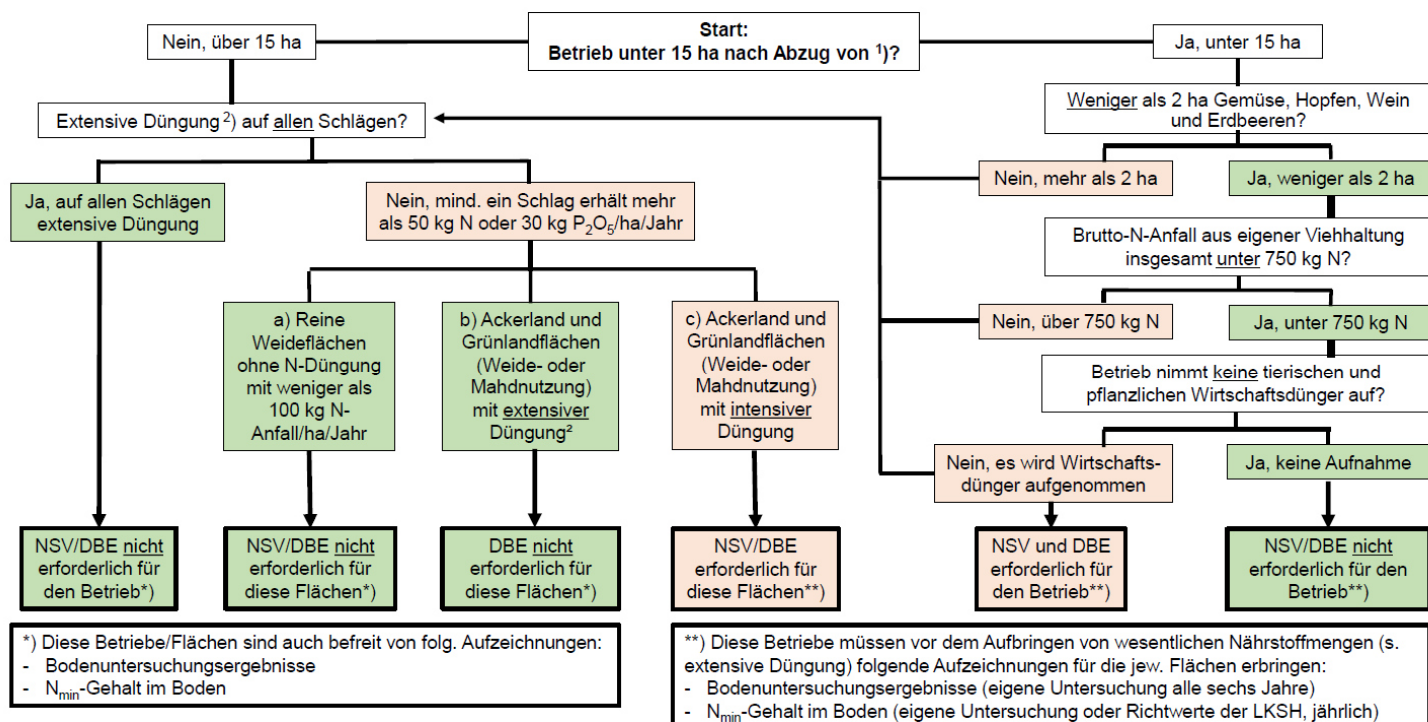 Start:
Betrieb unter 15 ha nach Abzug von ¹)?
Nein, über 15 ha
Ja, unter 15 ha
Extensive Düngung ²) auf allen Schlägen?
Weniger als 2 ha Gemüse, Hopfen, Wein
und Erdbeeren?
Nein, mehr als 2 ha
Ja, weniger als 2 ha
Ja, auf allen Schlägen
extensive Düngung
Nein, mind. ein Schlag erhält mehr
als 50 kg N oder 30 kg P₂O₅/ha/Jahr
Brutto-N-Anfall aus eigener Viehhaltung
insgesamt unter 750 kg N?
Nein, über 750 kg N
Ja, unter 750 kg N
a) Reine
Weideflächen
ohne N-Düngung
mit weniger als
100 kg N-
Anfall/ha/Jahr
b) Ackerland und
Grünlandflächen
(Weide- oder
Mahdnutzung)
mit extensiver
Düngung²
c) Ackerland und
Grünlandflächen
(Weide- oder
Mahdnutzung)
mit intensiver
Düngung
Betrieb nimmt keine tierischen und
pflanzlichen Wirtschaftsdünger auf?
Nein, es wird Wirtschafts-
dünger aufgenommen
Ja, keine Aufnahme
NSV/DBE nicht
erforderlich für
den Betrieb*)
NSV/DBE nicht
erforderlich für
diese Flächen*)
DBE nicht
erforderlich für
diese Flächen*)
NSV/DBE
erforderlich für
diese Flächen**)
NSV und DBE
erforderlich für
den Betrieb**)
NSV/DBE nicht
erforderlich für den
Betrieb**)
*) Diese Betriebe/Flächen sind auch befreit von folg. Aufzeichnungen:
- Bodenuntersuchungsergebnisse
- Nmin-Gehalt im Boden
**) Diese Betriebe müssen vor dem Aufbringen von wesentlichen Nährstoffmengen (s.
extensive Düngung) folgende Aufzeichnungen für die jew. Flächen erbringen:
- Bodenuntersuchungsergebnisse (eigene Untersuchung alle sechs Jahre)
- Nmin-Gehalt im Boden (eigene Untersuchung oder Richtwerte der LKSH, jährlich)